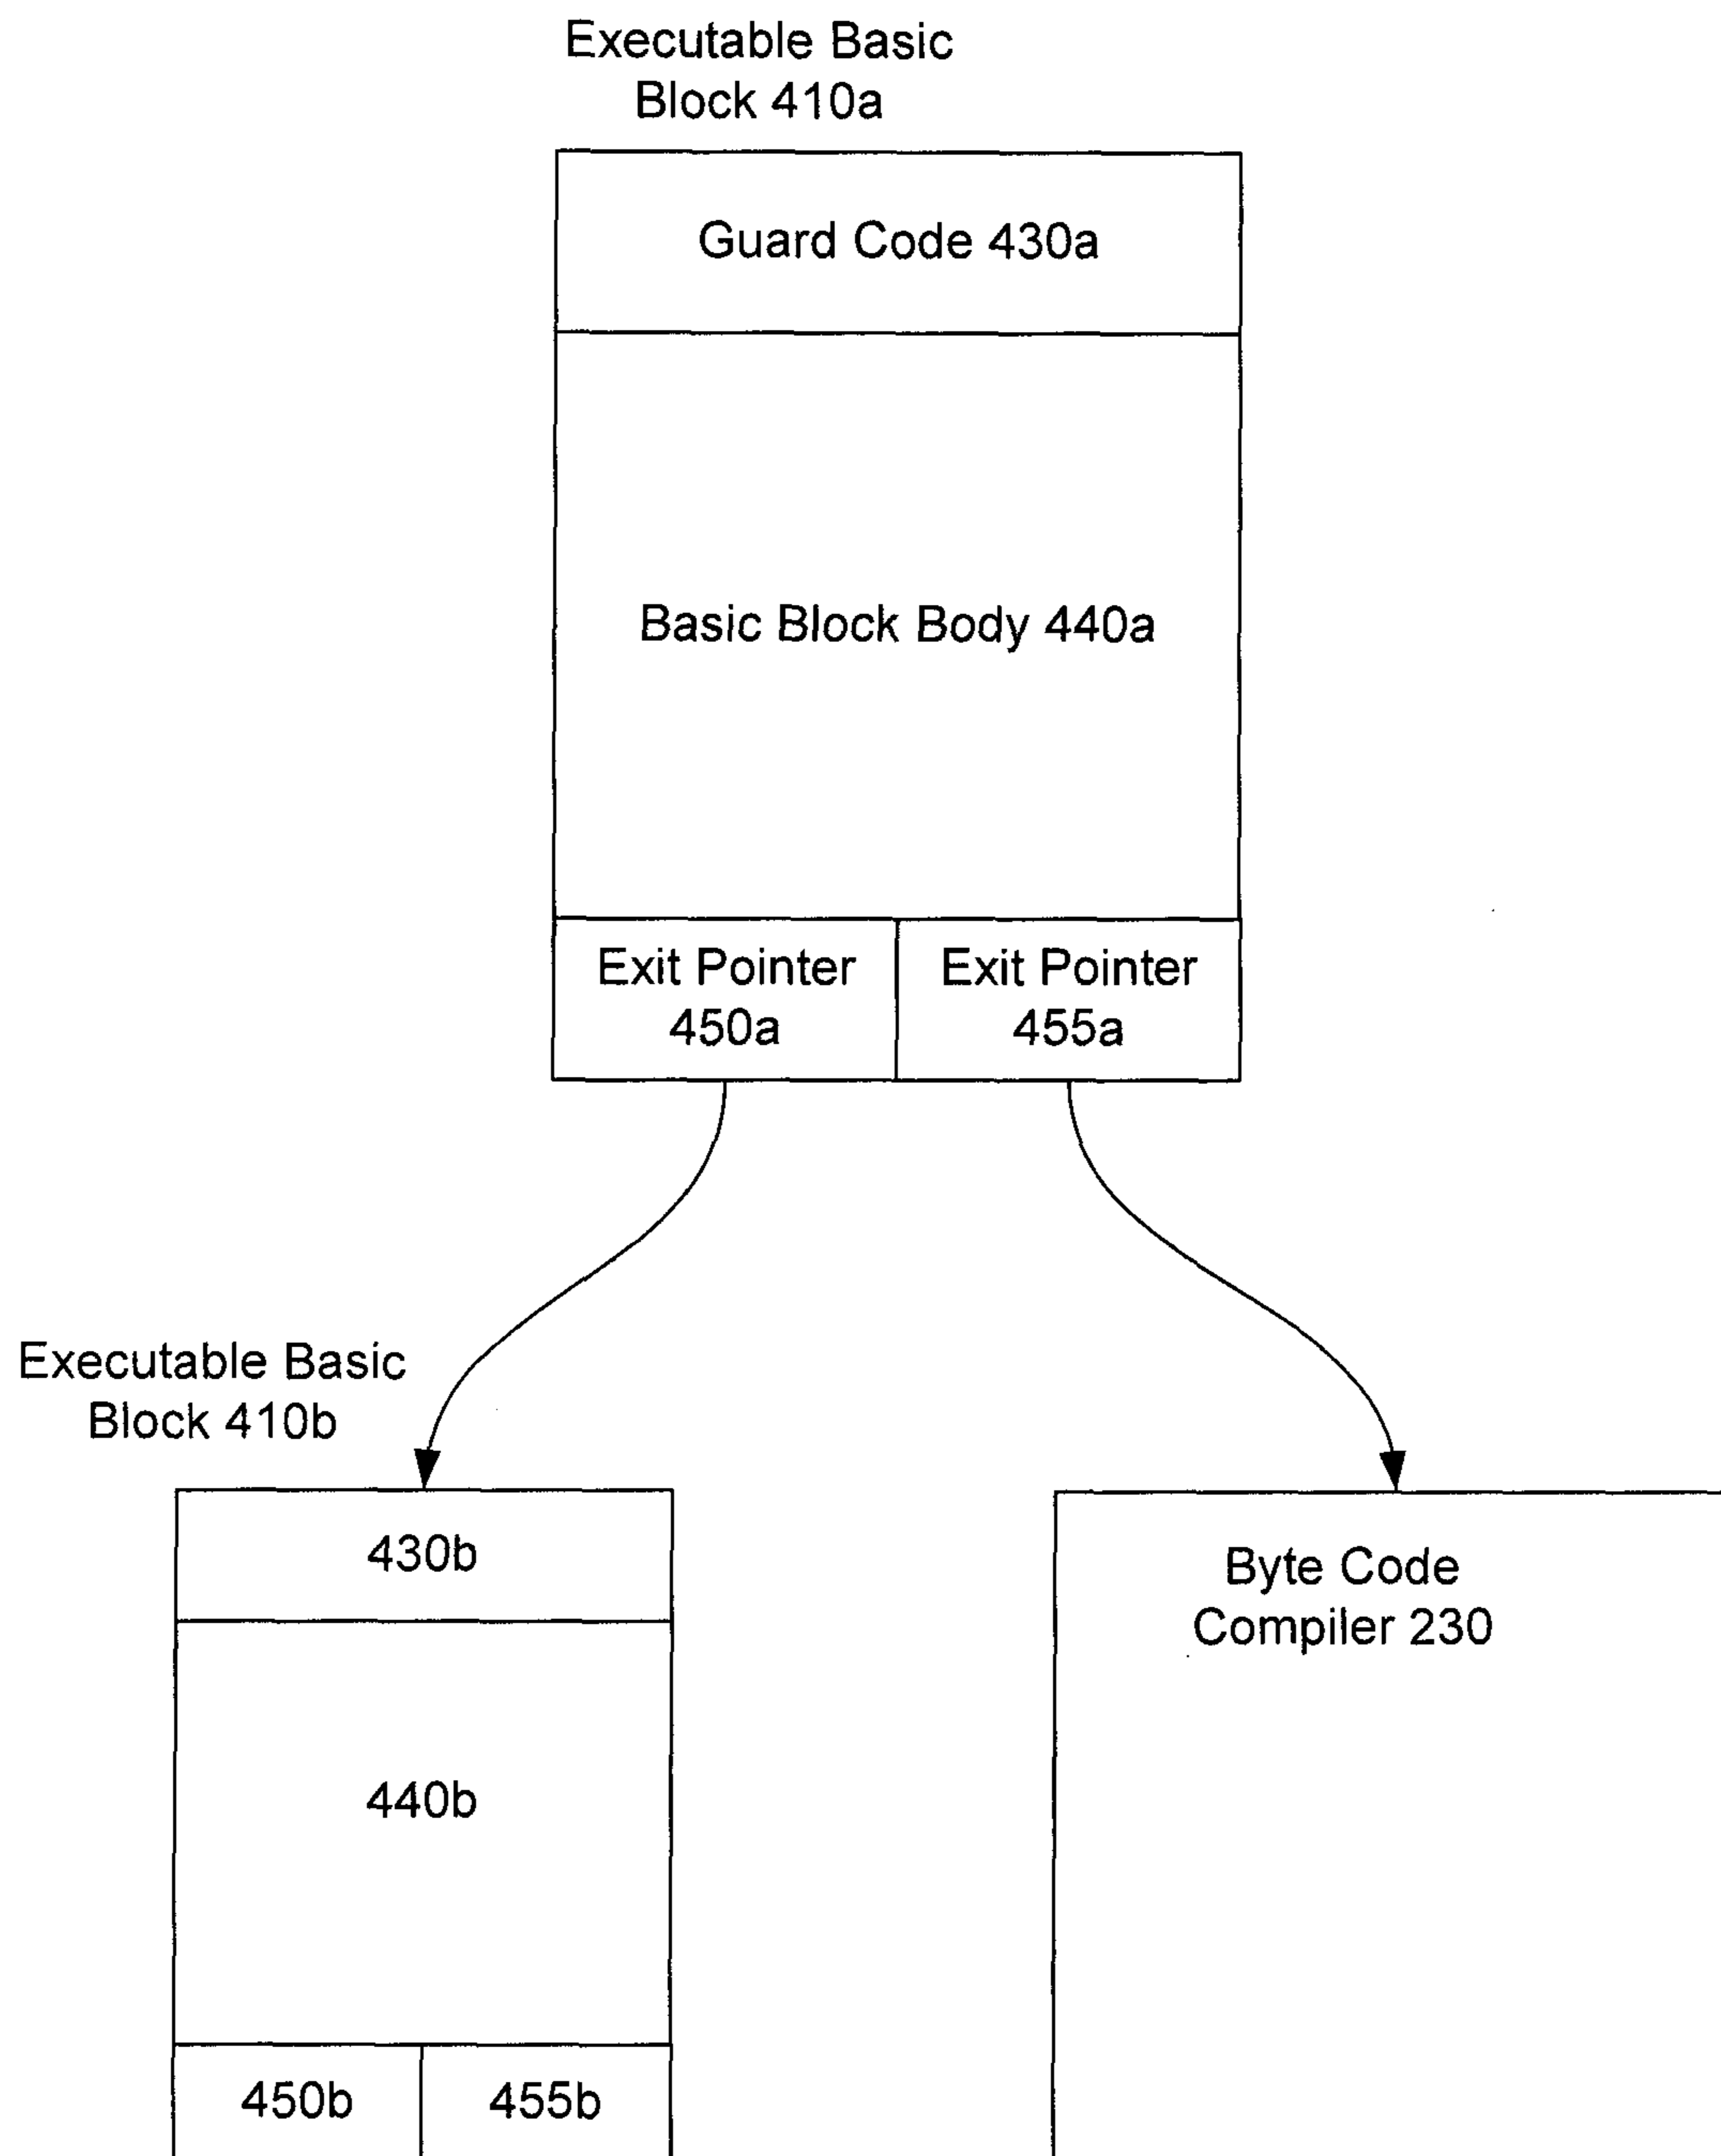 Executable Basic
Block 410a
Guard Code 430a
Basic Block Body 440a
Exit Pointer
450a
Exit Pointer
455a
Executable Basic
Block 410b
430b
440b
450b
455b
Byte Code
Compiler 230